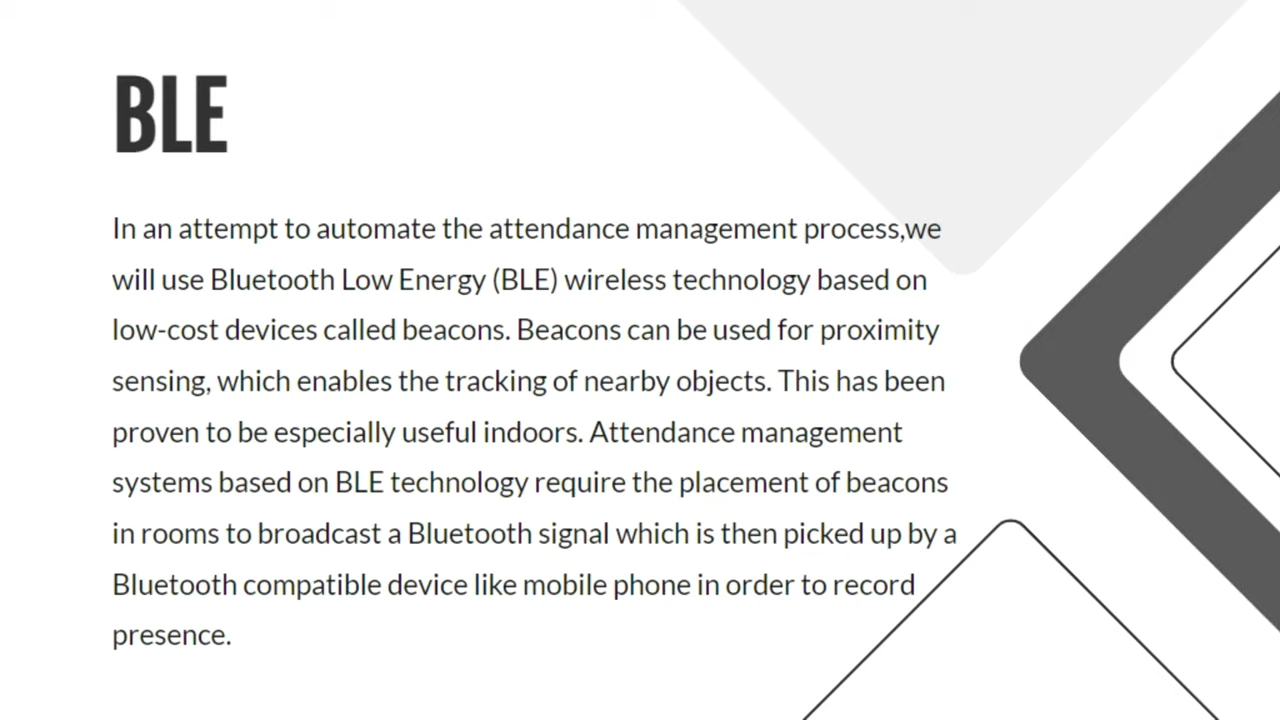 BLE
In an attempt to automate the attendance management process,we
will use Bluetooth Low Energy (BLE) wireless technology based on
low-cost devices called beacons. Beacons can be used for proximity
sensing, which enables the tracking of nearby objects. This has been
proven to be especially useful indoors. Attendance management
systems based on BLE technology require the placement of beacons
in rooms to broadcast a Bluetooth signal which is then picked up by a
Bluetooth compatible device like mobile phone in order to record
presence.